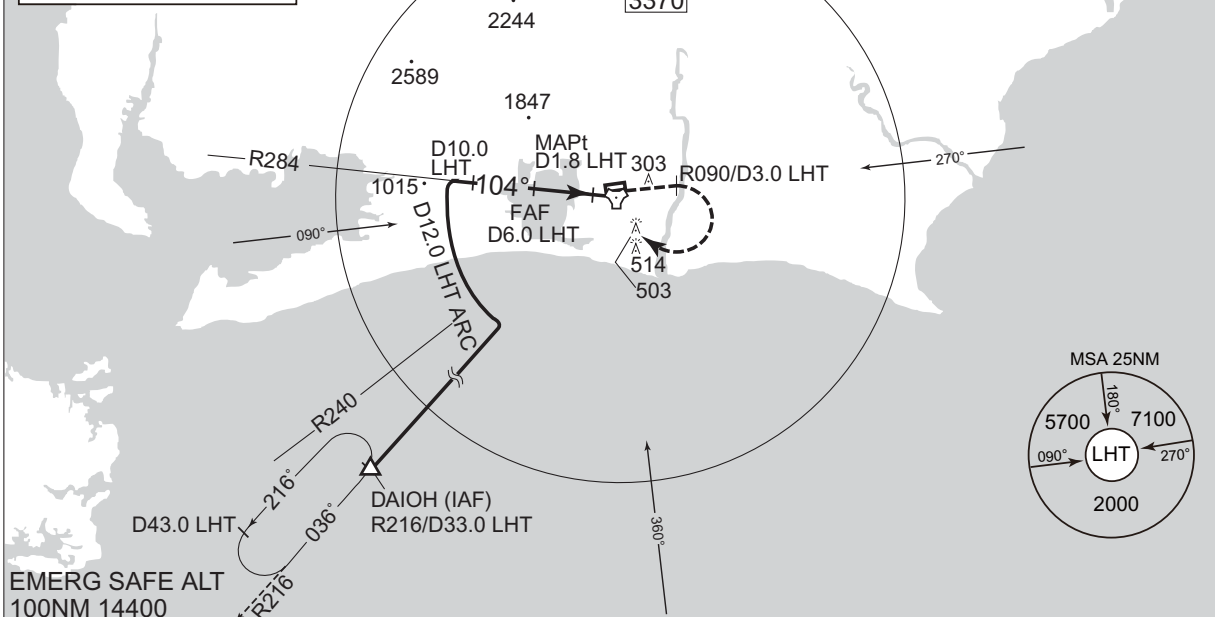 3370
2244
2589
1847
MAPt
D1.8 LHT
D10.0
LHT
R284
303
R090/D3.0 LHT
270°
1015
104°
FAF
D6.0 LHT
090°
D12.0 LHT ARC
514
503
MSA 25NM
180°
5700
7100
LHT
090°
270°
2000
R240
216°
036°
DAIOH (IAF)
R216/D33.0 LHT
D43.0 LHT
360°
R216
EMERG SAFE ALT
100NM 14400